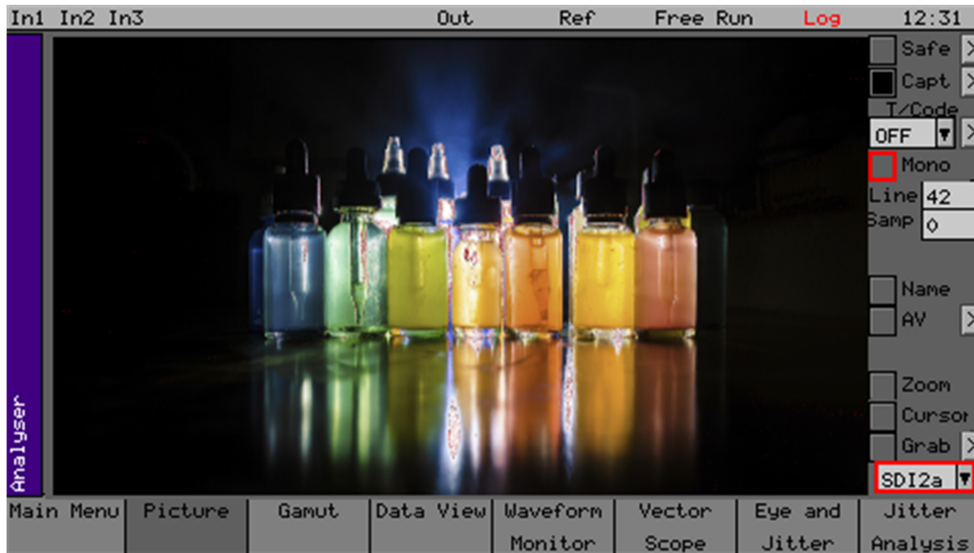 In1 In2 In3 Out Ref Free Run Log 12:31
Safe >
Capt >
T/Code
OFF >
Mono
Line 42
Samp 0
Name
AV >
Zoom
Cursor
Grab >
SDI2a
Analyser
Main Menu
Picture
Gamut
Data View
Waveform
Monitor
Vector
Scope
Eye and
Jitter
Jitter
Analysis